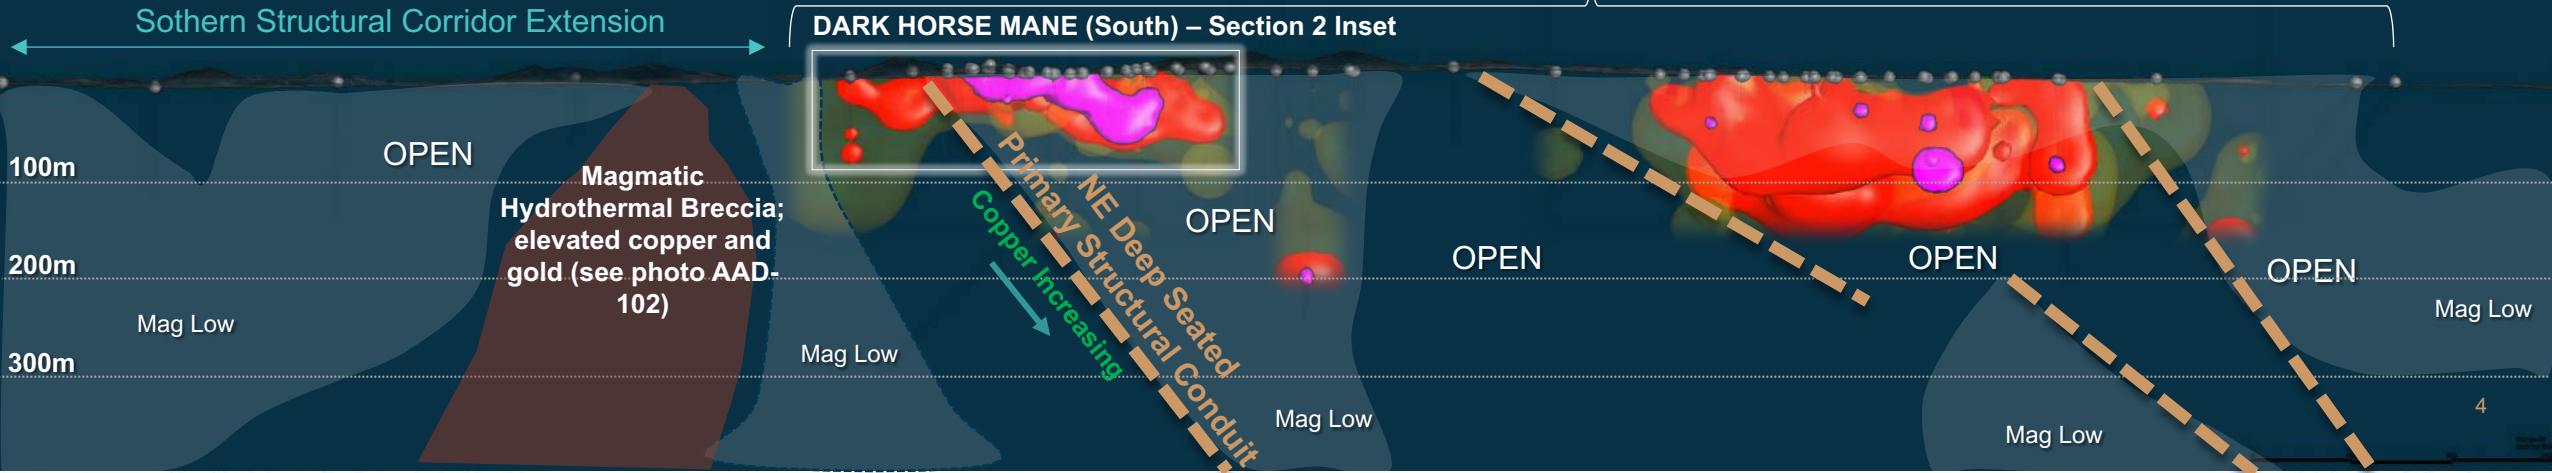 Sothern Structural Corridor Extension
DARK HORSE MANE (South) – Section 2 Inset
OPEN
100m
Magmatic
Hydrothermal Breccia;
elevated copper and
gold (see photo AAD-
102)
NE Deep Seated
Primary Structural Conduit
Copper Increasing
OPEN
OPEN
OPEN
OPEN
200m
Mag Low
Mag Low
300m
Mag Low
Mag Low
Mag Low
4